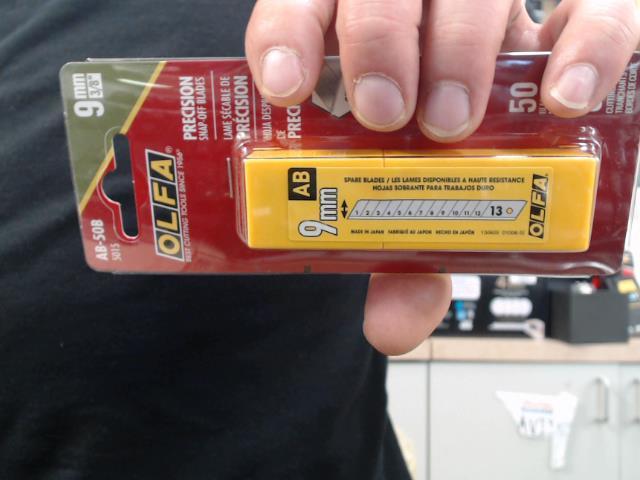 9mm
3/8"
PRECISION
SNAP-OFF BLADES
LAME SÉCABLE DE
PRÉCISION
DE
50
OLFA®
BEST CUTTING TOOLS SINCE 1956
AB-50B
5015
AB
9mm
SPARE BLADES / LES LAMES DISPONIBLES A HAUTE RESISTANCE
HOJAS SOBRANTE PARA TRABAJOS DURO
1 2 3 4 5 6 7 8 9 10 11 12 13
MADE IN JAPAN FABRIQUÉ AU JAPON HECHO EN JAPÓN
OLFA®